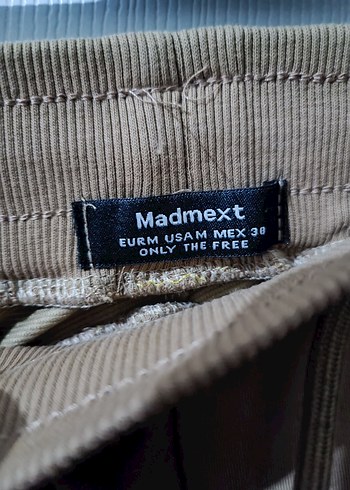 Madmext
EURM USAM MEX 38
ONLY THE FREE